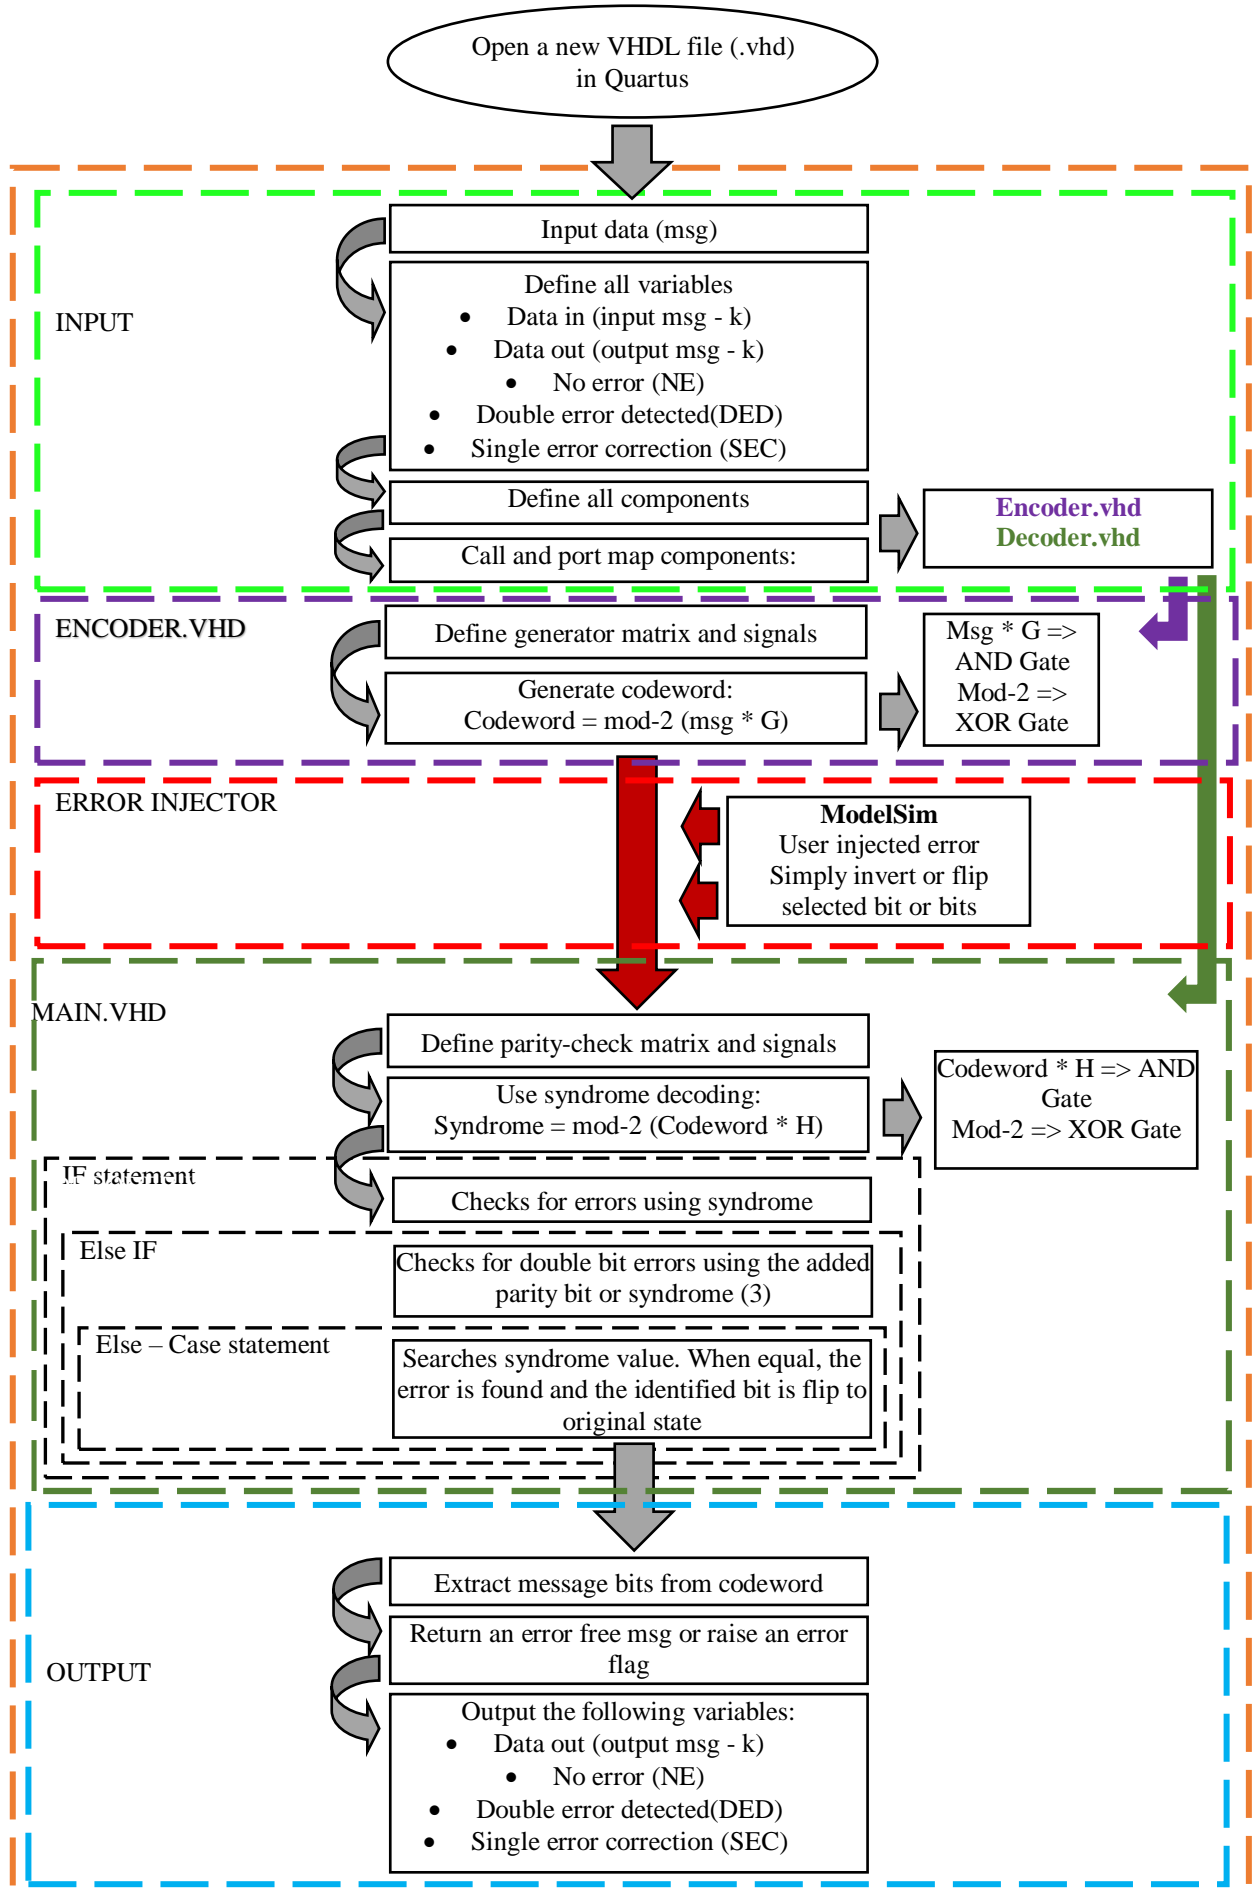 Open a new VHDL file (.vhd)
in Quartus
Input data (msg)
INPUT
Define all variables
• Data in (input msg - k)
• Data out (output msg - k)
• No error (NE)
• Double error detected(DED)
• Single error correction (SEC)
Define all components
Call and port map components:
Encoder.vhd
Decoder.vhd
ENCODER.VHD
Define generator matrix and signals
Generate codeword:
Codeword = mod-2 (msg * G)
Msg * G =>
AND Gate
Mod-2 =>
XOR Gate
ERROR INJECTOR
ModelSim
User injected error
Simply invert or flip
selected bit or bits
MAIN.VHD
Define parity-check matrix and signals
Use syndrome decoding:
Syndrome = mod-2 (Codeword * H)
Codeword * H => AND
Gate
Mod-2 => XOR Gate
IF statement
Checks for errors using syndrome
Else IF
Checks for double bit errors using the added
parity bit or syndrome (3)
Else – Case statement
Searches syndrome value. When equal, the
error is found and the identified bit is flip to
original state
Extract message bits from codeword
Return an error free msg or raise an error
flag
OUTPUT
Output the following variables:
• Data out (output msg - k)
• No error (NE)
• Double error detected(DED)
• Single error correction (SEC)